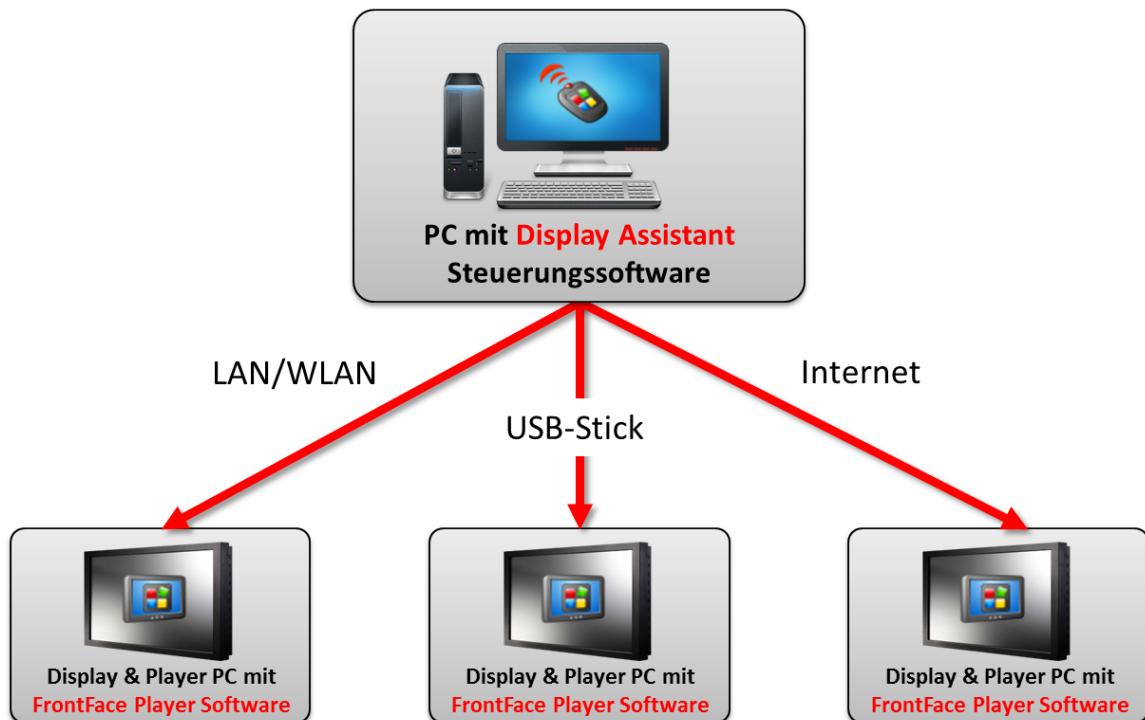 PC mit Display Assistant
Steuerungssoftware
LAN/WLAN
USB-Stick
Internet
Display & Player PC mit
FrontFace Player Software
Display & Player PC mit
FrontFace Player Software
Display & Player PC mit
FrontFace Player Software